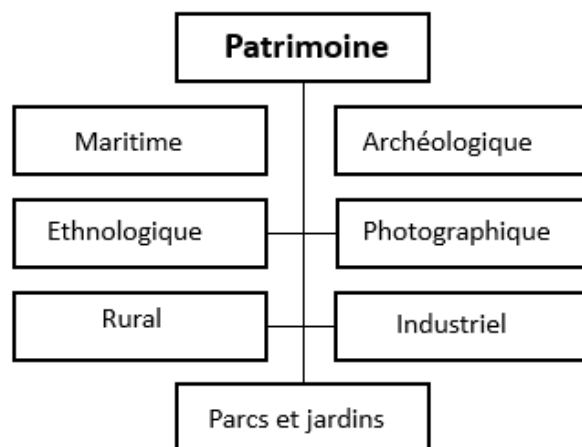 Patrimoine
Maritime
Archéologique
Ethnologique
Photographique
Rural
Industriel
Parcs et jardins